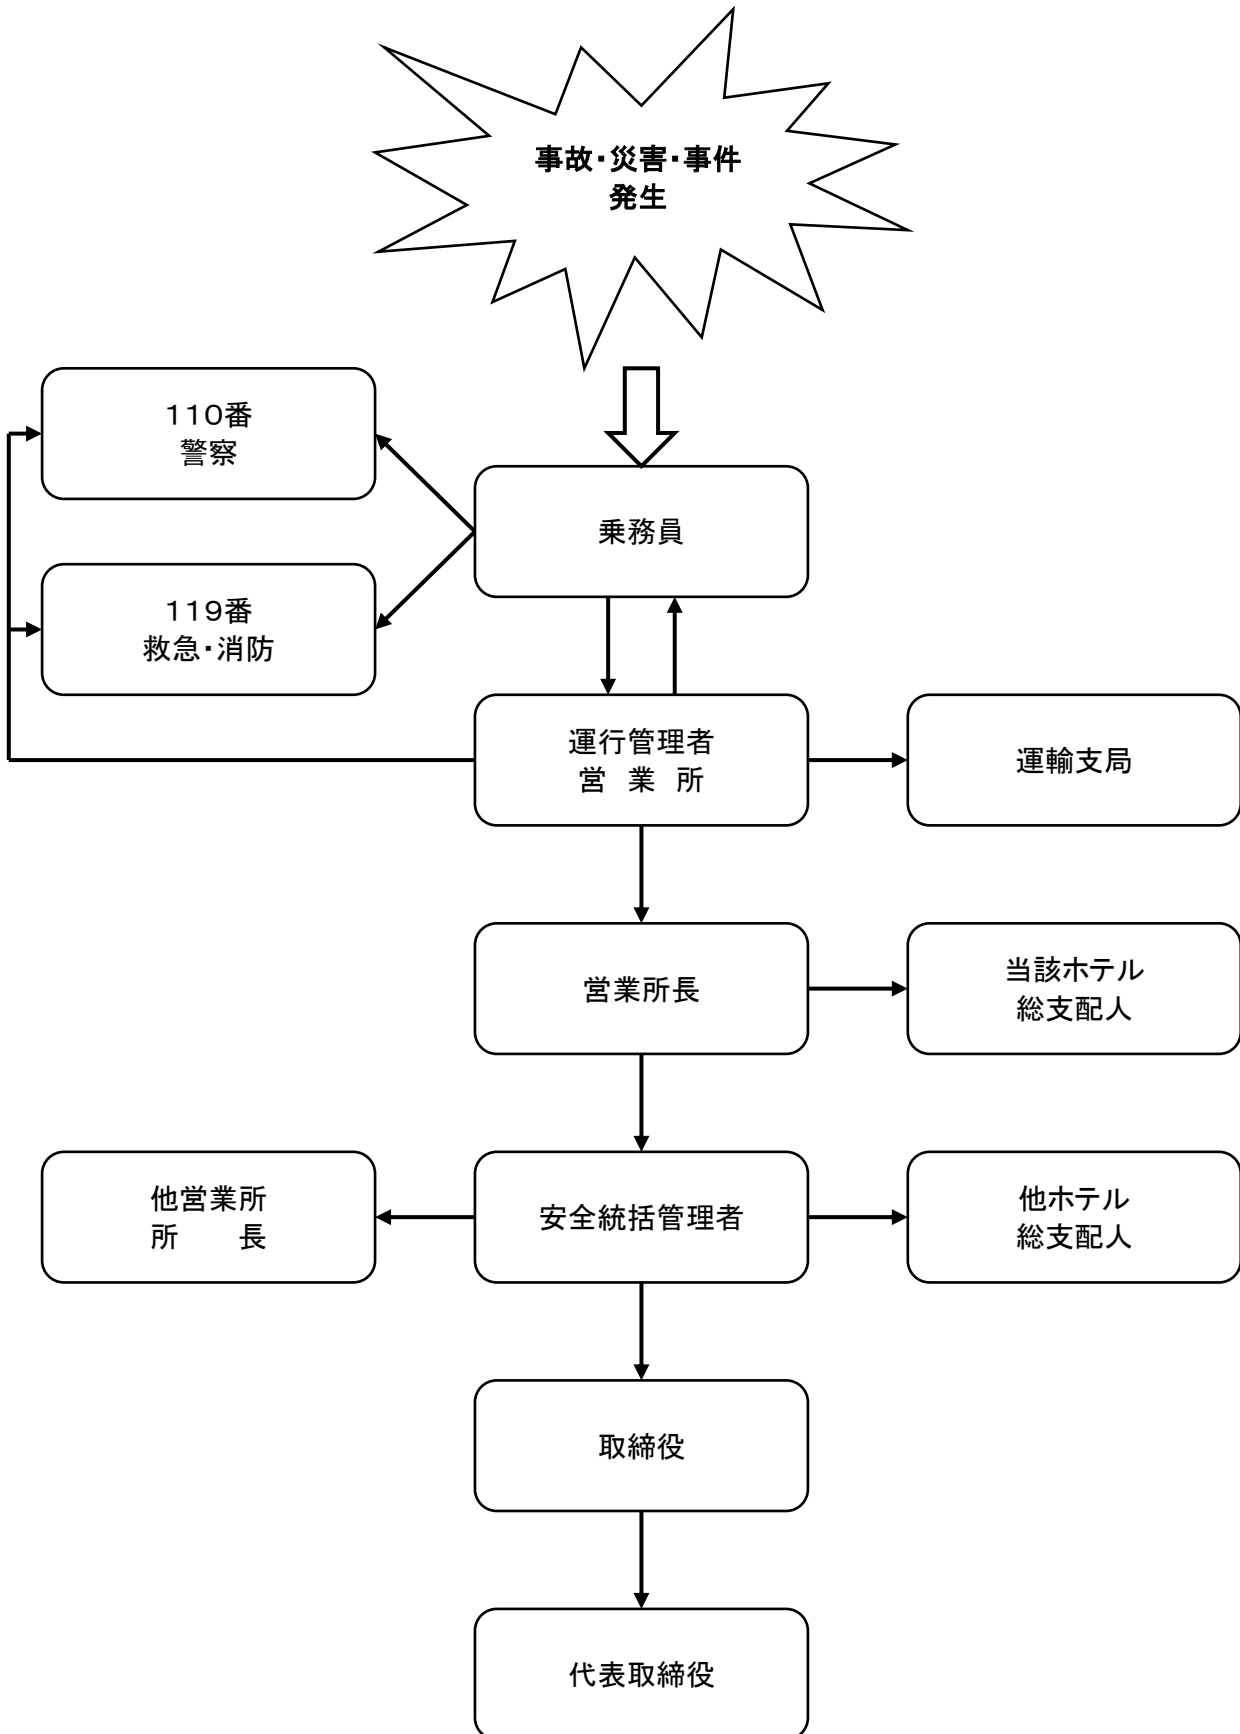 事故・災害・事件
発生
110番
警察
乗務員
119番
救急・消防
運行管理者
営　業　所
運輸支局
営業所長
当該ホテル
総支配人
他営業所
所　　長
安全統括管理者
他ホテル
総支配人
取締役
代表取締役